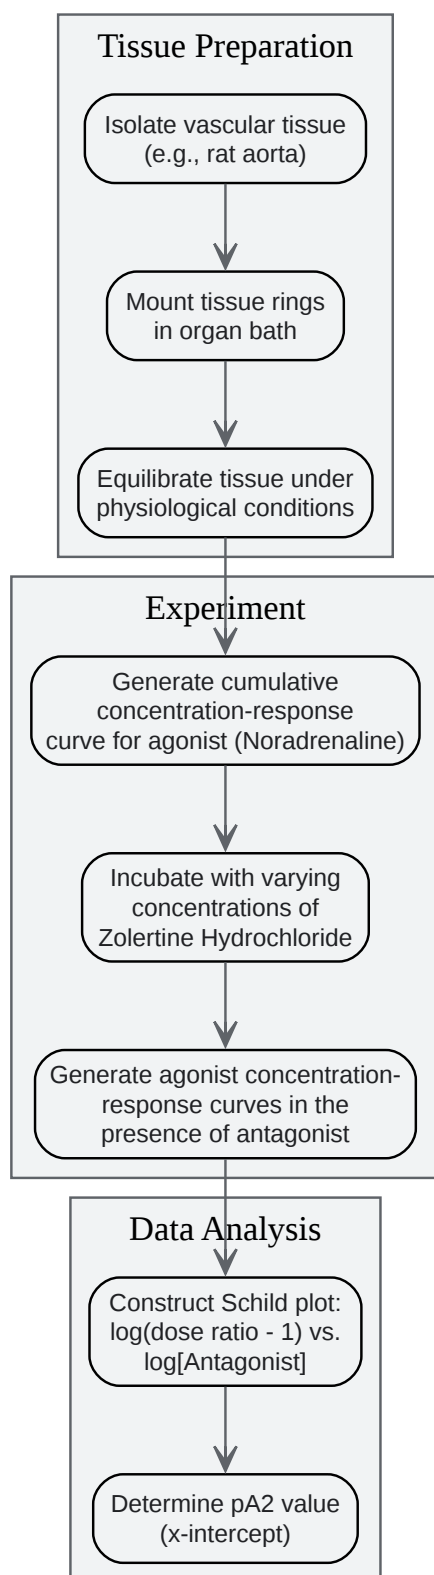 Tissue Preparation
Isolate vascular tissue
(e.g., rat aorta)
Mount tissue rings
in organ bath
Equilibrate tissue under
physiological conditions
Experiment
Generate cumulative
concentration-response
curve for agonist (Noradrenaline)
Incubate with varying
concentrations of
Zolertine Hydrochloride
Generate agonist concentration-
response curves in the
presence of antagonist
Data Analysis
Construct Schild plot:
log(dose ratio - 1) vs.
log[Antagonist]
Determine pA2 value
(x-intercept)